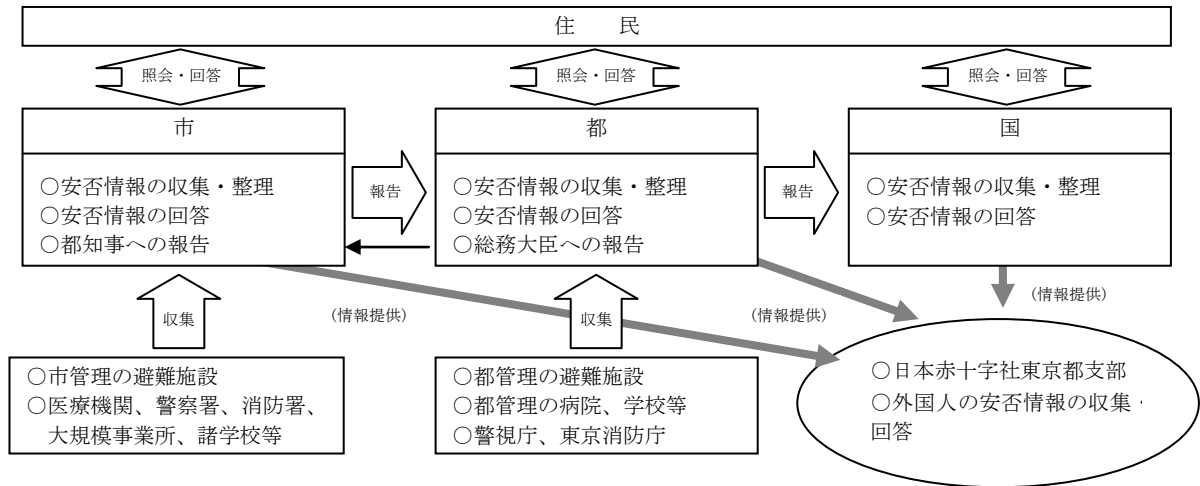 住　　民
照会・回答
照会・回答
照会・回答
市
○安否情報の収集・整理
○安否情報の回答
○都知事への報告
報告
都
○安否情報の収集・整理
○安否情報の回答
○総務大臣への報告
報告
国
○安否情報の収集・整理
○安否情報の回答
収集
(情報提供)
収集
(情報提供)
(情報提供)
○市管理の避難施設
○医療機関、警察署、消防署、
大規模事業所、諸学校等
○都管理の避難施設
○都管理の病院、学校等
○警視庁、東京消防庁
○日本赤十字社東京都支部
○外国人の安否情報の収集・
回答